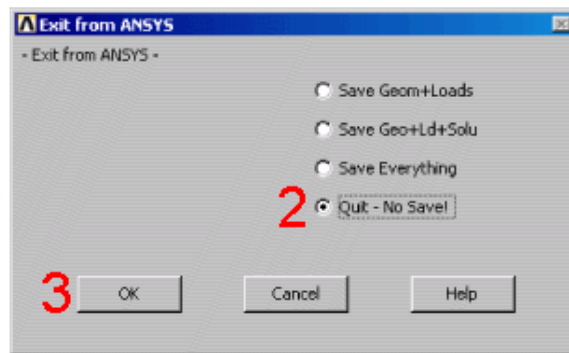 Exit from ANSYS
- Exit from ANSYS -
Save Geom+Loads
Save Geo+Ld+Solu
Save Everything
2 Quit - No Save!
3 OK Cancel Help